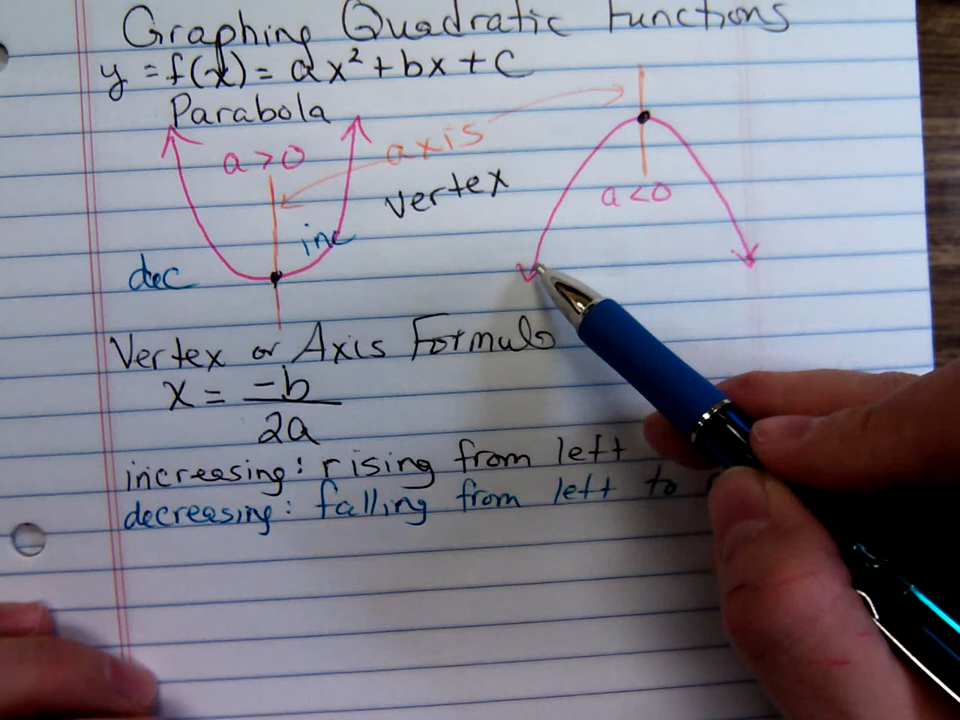 Graphing Quadratic Functions
y = f(x) = ax² + bx + c
Parabola
a > 0
axis
vertex
a < 0
inc
dec
Vertex or Axis Formula
x = -b / 2a
increasing: rising from left
decreasing: falling from left to